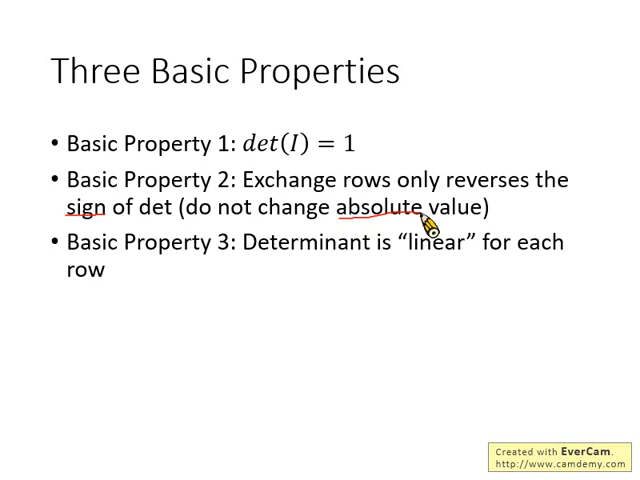 Three Basic Properties
• Basic Property 1: det(I) = 1
• Basic Property 2: Exchange rows only reverses the
sign of det (do not change absolute value)
• Basic Property 3: Determinant is “linear” for each
row
Created with EverCam.
http://www.camdemy.com